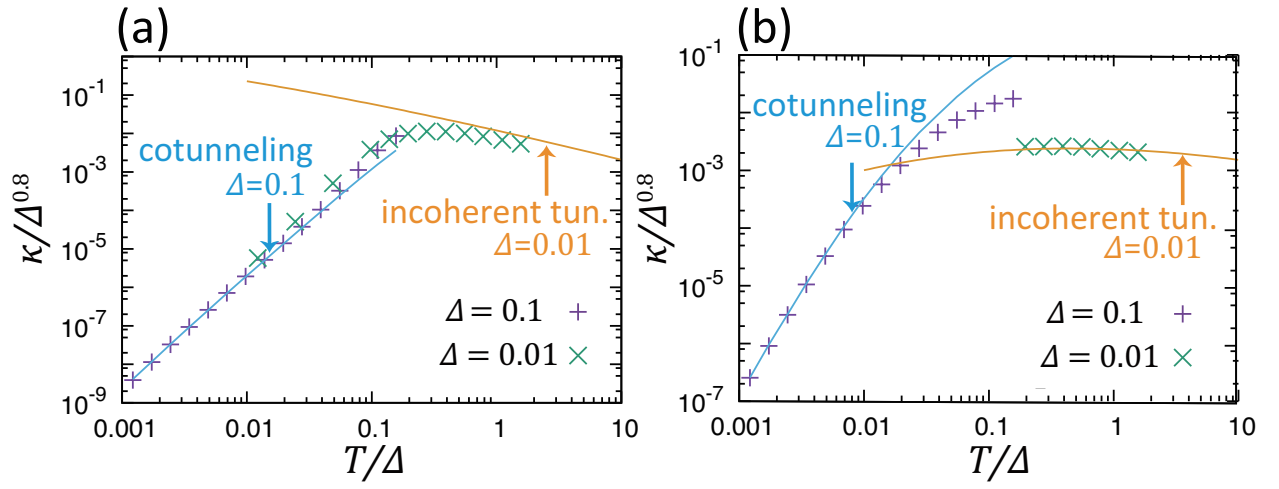 (a)
κ/Δ^0.8
10^-1
10^-3
10^-5
10^-7
10^-9
cotunneling
Δ=0.1
incoherent tun.
Δ=0.01
Δ = 0.1 +
Δ = 0.01 ×
0.001 0.01 0.1 1 10
T/Δ
(b)
κ/Δ^0.8
10^-1
10^-3
10^-5
10^-7
cotunneling
Δ=0.1
incoherent tun.
Δ=0.01
Δ = 0.1 +
Δ = 0.01 ×
0.001 0.01 0.1 1 10
T/Δ